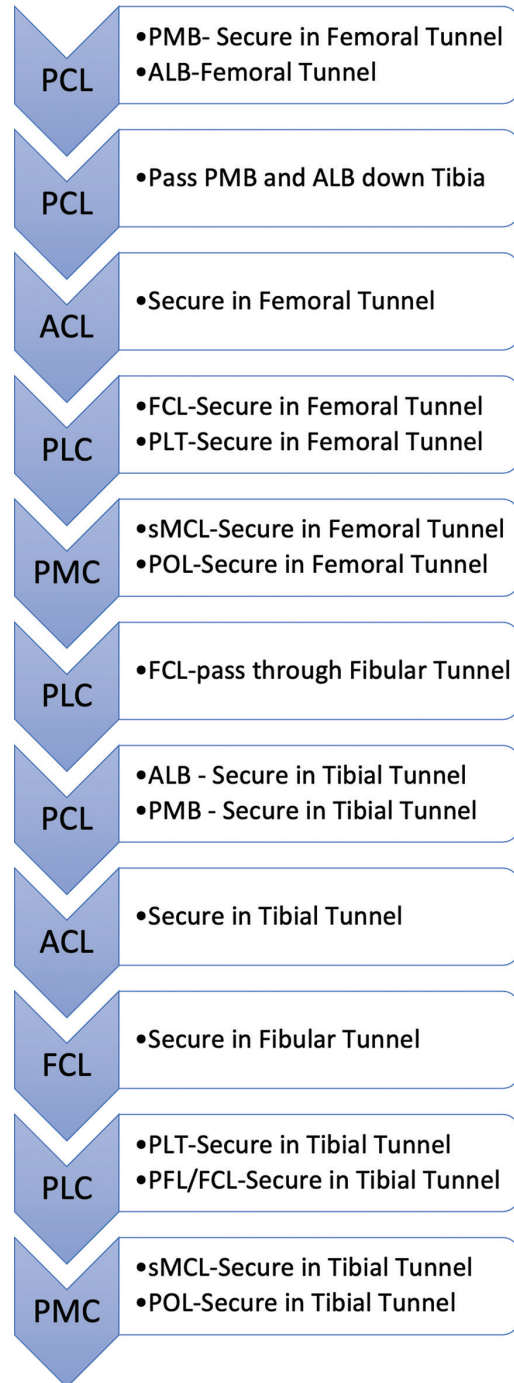 PCL
•PMB- Secure in Femoral Tunnel
•ALB-Femoral Tunnel
PCL
•Pass PMB and ALB down Tibia
ACL
•Secure in Femoral Tunnel
PLC
•FCL-Secure in Femoral Tunnel
•PLT-Secure in Femoral Tunnel
PMC
•sMCL-Secure in Femoral Tunnel
•POL-Secure in Femoral Tunnel
PLC
•FCL-pass through Fibular Tunnel
PCL
•ALB - Secure in Tibial Tunnel
•PMB - Secure in Tibial Tunnel
ACL
•Secure in Tibial Tunnel
FCL
•Secure in Fibular Tunnel
PLC
•PLT-Secure in Tibial Tunnel
•PFL/FCL-Secure in Tibial Tunnel
PMC
•sMCL-Secure in Tibial Tunnel
•POL-Secure in Tibial Tunnel